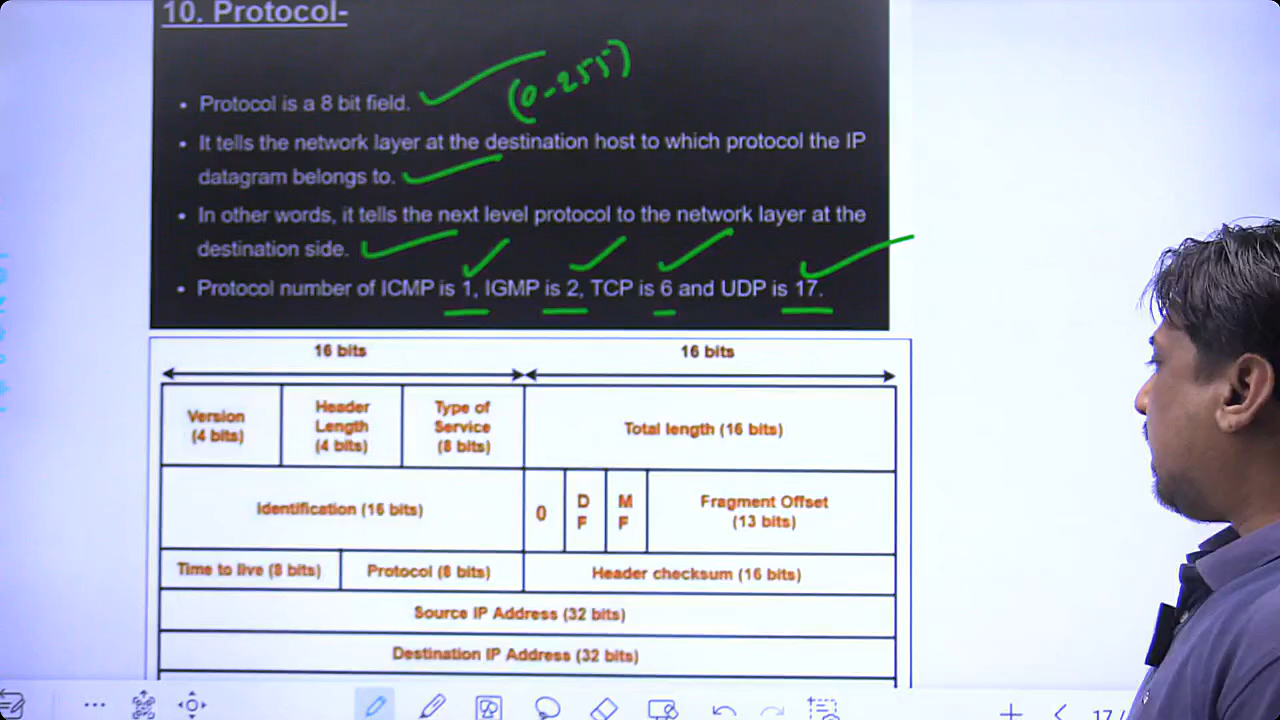 10. Protocol-
• Protocol is a 8 bit field.
(0-255)
• It tells the network layer at the destination host to which protocol the IP
datagram belongs to.
• In other words, it tells the next level protocol to the network layer at the
destination side.
• Protocol number of ICMP is 1, IGMP is 2, TCP is 6 and UDP is 17.
16 bits 16 bits
Version
(4 bits)
Header
Length
(4 bits)
Type of
Service
(8 bits)
Total length (16 bits)
Identification (16 bits)
0
D
F
M
F
Fragment Offset
(13 bits)
Time to live (8 bits) Protocol (8 bits) Header checksum (16 bits)
Source IP Address (32 bits)
Destination IP Address (32 bits)
17/